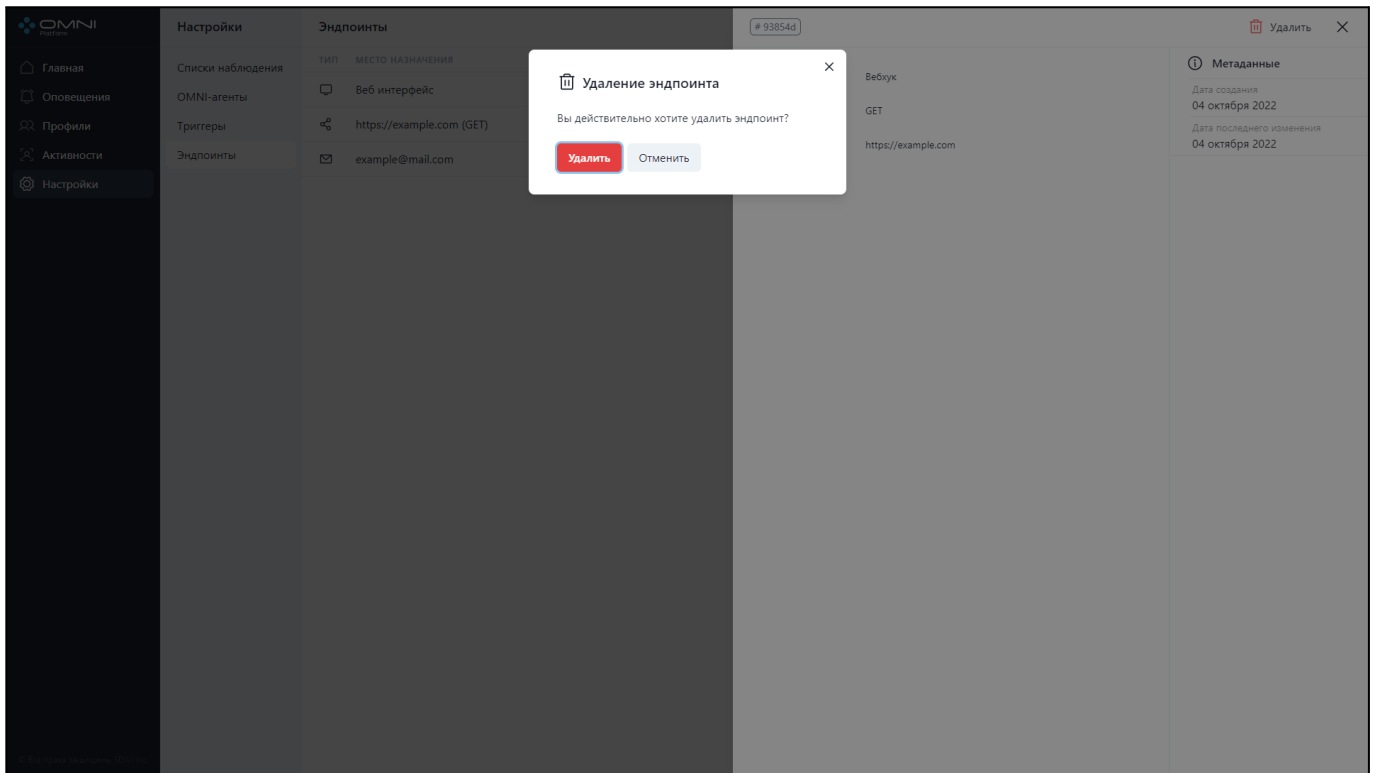 OMNI
Platform
Главная
Оповещения
Профили
Активности
Настройки
Настройки
Списки наблюдения
OMNI-агенты
Триггеры
Эндпоинты
Эндпоинты
ТИП МЕСТО НАЗНАЧЕНИЯ
Веб интерфейс
https://example.com (GET)
example@mail.com
Удаление эндпоинта
Вы действительно хотите удалить эндпоинт?
Удалить Отменить
# 93854d
Удалить
Вебхук
GET
https://example.com
Метаданные
Дата создания
04 октября 2022
Дата последнего изменения
04 октября 2022